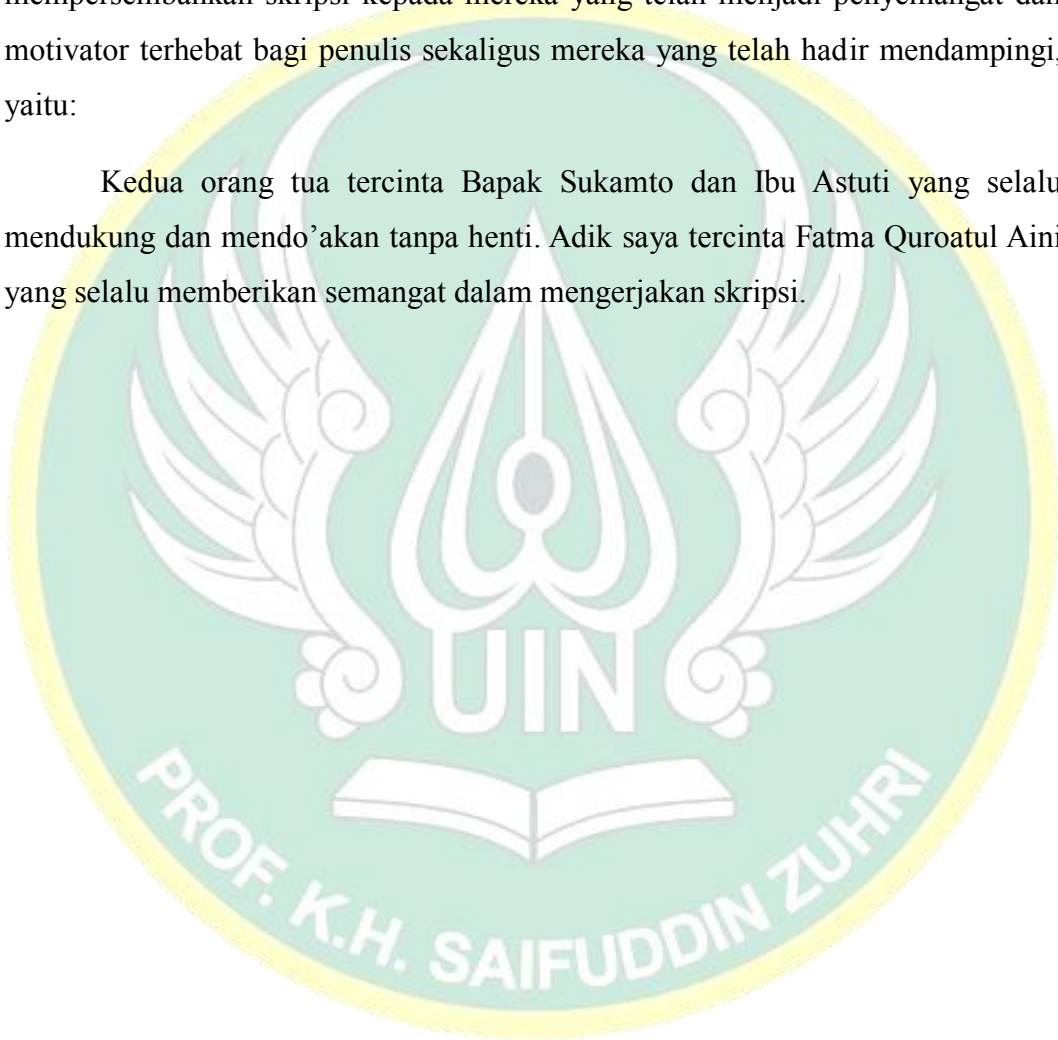 mempersembahkan skripsi kepada mereka yang telah menjadi penyemangat dan
motivator terhebat bagi penulis sekaligus mereka yang telah hadir mendampingi,
yaitu:
Kedua orang tua tercinta Bapak Sukamto dan Ibu Astuti yang selalu
mendukung dan mendo’akan tanpa henti. Adik saya tercinta Fatma Quroatul Aini
yang selalu memberikan semangat dalam mengerjakan skripsi.
UIN
PROF. K.H. SAIFUDDIN ZUHRI